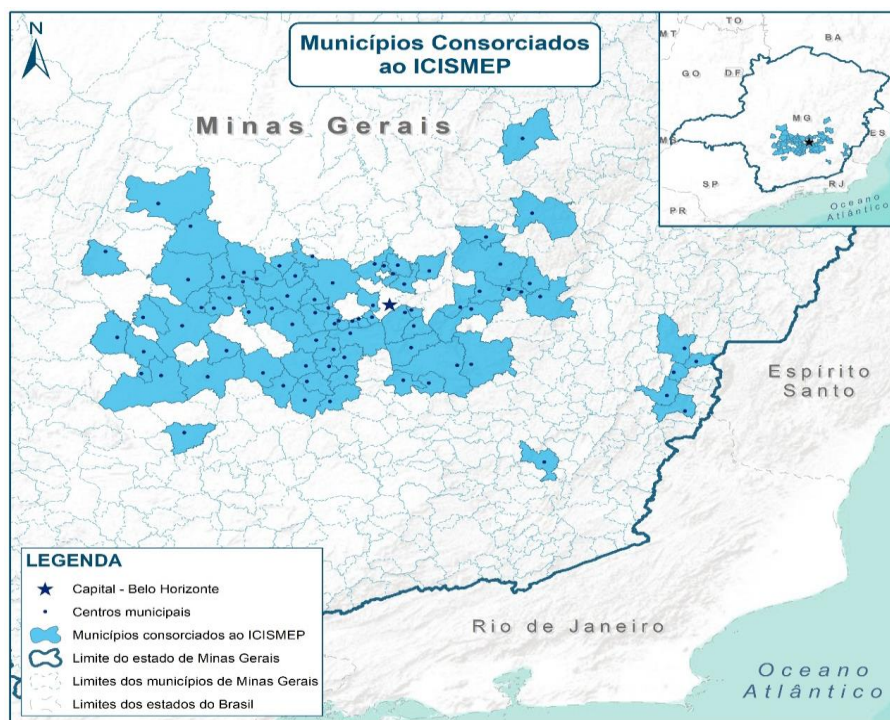 N
Municípios Consorciados
ao ICISMEP
Minas Gerais
TO
MT
BA
GO
DF
MG
ES
SP
RJ
PR
Oceano
Atlântico
Espírito
Santo
Rio de Janeiro
Oceano
Atlântico
LEGENDA
Capital - Belo Horizonte
Centros municipais
Municípios consorciados ao ICISMEP
Limite do estado de Minas Gerais
Limites dos municípios de Minas Gerais
Limites dos estados do Brasil